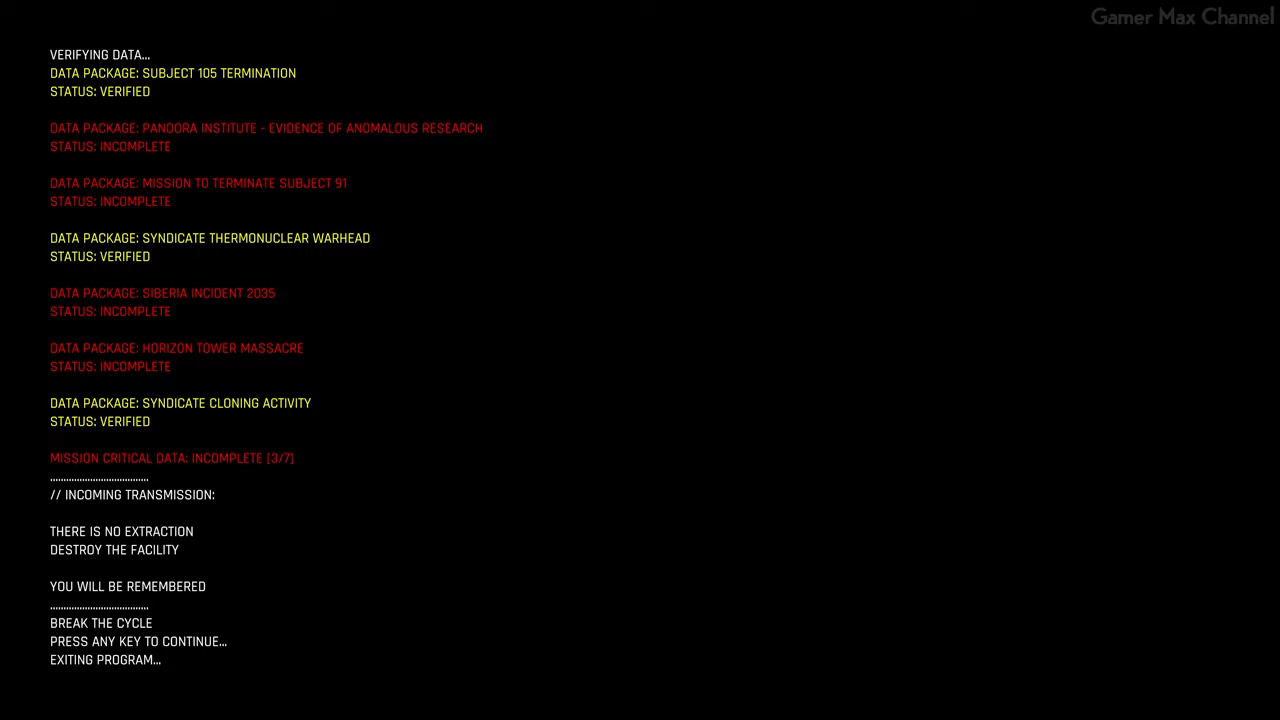 Gamer Max Channel
VERIFYING DATA...
DATA PACKAGE: SUBJECT 105 TERMINATION
STATUS: VERIFIED
DATA PACKAGE: PANDORA INSTITUTE - EVIDENCE OF ANOMALOUS RESEARCH
STATUS: INCOMPLETE
DATA PACKAGE: MISSION TO TERMINATE SUBJECT 91
STATUS: INCOMPLETE
DATA PACKAGE: SYNDICATE THERMONUCLEAR WARHEAD
STATUS: VERIFIED
DATA PACKAGE: SIBERIA INCIDENT 2035
STATUS: INCOMPLETE
DATA PACKAGE: HORIZON TOWER MASSACRE
STATUS: INCOMPLETE
DATA PACKAGE: SYNDICATE CLONING ACTIVITY
STATUS: VERIFIED
MISSION CRITICAL DATA: INCOMPLETE [3/7]
.....................................
// INCOMING TRANSMISSION:
THERE IS NO EXTRACTION
DESTROY THE FACILITY
YOU WILL BE REMEMBERED
.....................................
BREAK THE CYCLE
PRESS ANY KEY TO CONTINUE...
EXITING PROGRAM...